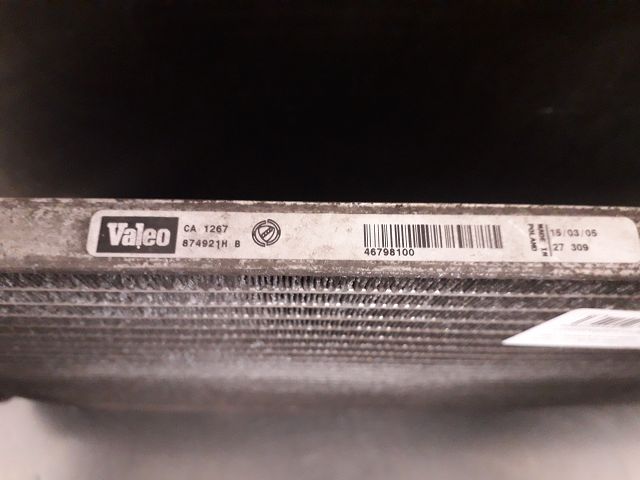 Valeo
CA 1267
874921H B
46798100
MADE IN
POLAND
15/03/05
27 309